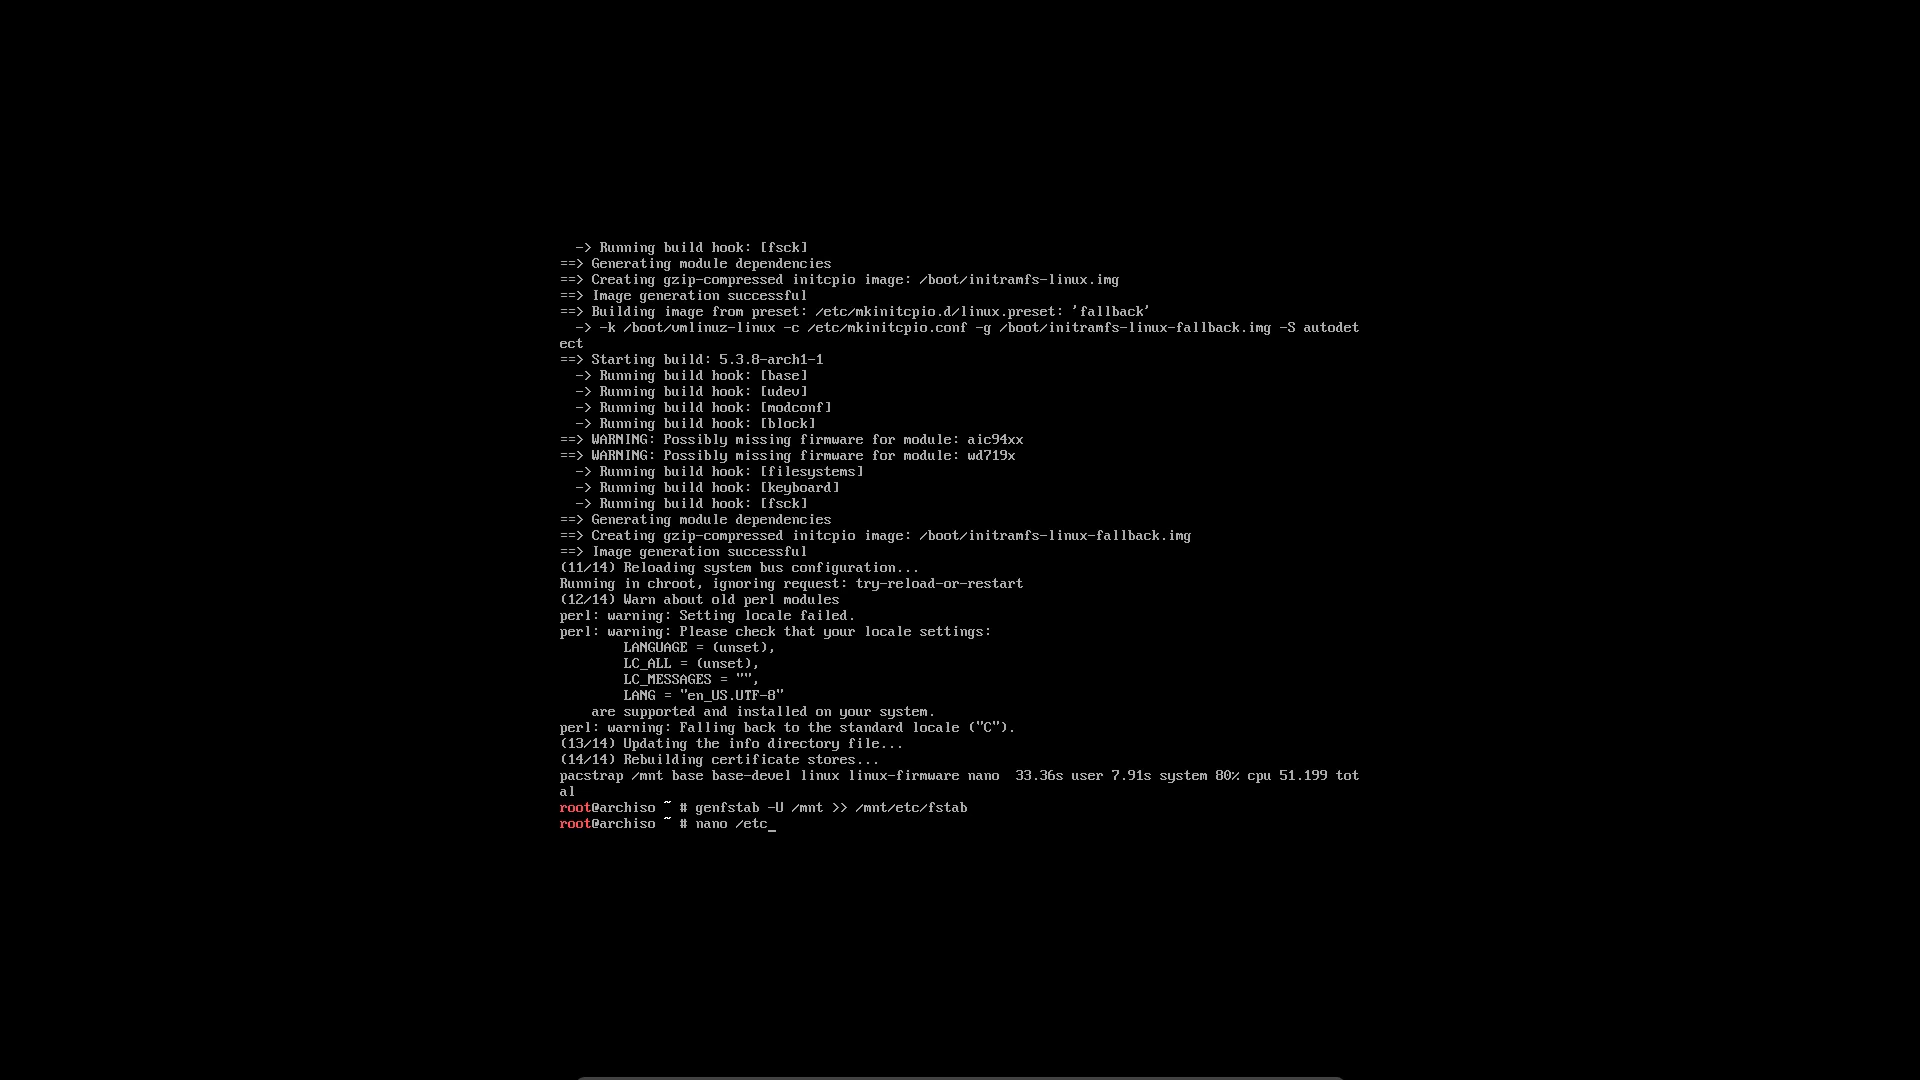 -> Running build hook: [fsck]
==> Generating module dependencies
==> Creating gzip-compressed initcpio image: /boot/initramfs-linux.img
==> Image generation successful
==> Building image from preset: /etc/mkinitcpio.d/linux.preset: 'fallback'
  -> -k /boot/vmlinuz-linux -c /etc/mkinitcpio.conf -g /boot/initramfs-linux-fallback.img -S autodet
ect
==> Starting build: 5.3.8-arch1-1
  -> Running build hook: [base]
  -> Running build hook: [udev]
  -> Running build hook: [modconf]
  -> Running build hook: [block]
==> WARNING: Possibly missing firmware for module: aic94xx
==> WARNING: Possibly missing firmware for module: wd719x
  -> Running build hook: [filesystems]
  -> Running build hook: [keyboard]
  -> Running build hook: [fsck]
==> Generating module dependencies
==> Creating gzip-compressed initcpio image: /boot/initramfs-linux-fallback.img
==> Image generation successful
(11/14) Reloading system bus configuration...
Running in chroot, ignoring request: try-reload-or-restart
(12/14) Warn about old perl modules
perl: warning: Setting locale failed.
perl: warning: Please check that your locale settings:
        LANGUAGE = (unset),
        LC_ALL = (unset),
        LC_MESSAGES = "",
        LANG = "en_US.UTF-8"
    are supported and installed on your system.
perl: warning: Falling back to the standard locale ("C").
(13/14) Updating the info directory file...
(14/14) Rebuilding certificate stores...
pacstrap /mnt base base-devel linux linux-firmware nano  33.36s user 7.91s system 80% cpu 51.199 tot
al
root@archiso ~ # genfstab -U /mnt >> /mnt/etc/fstab
root@archiso ~ # nano /etc_